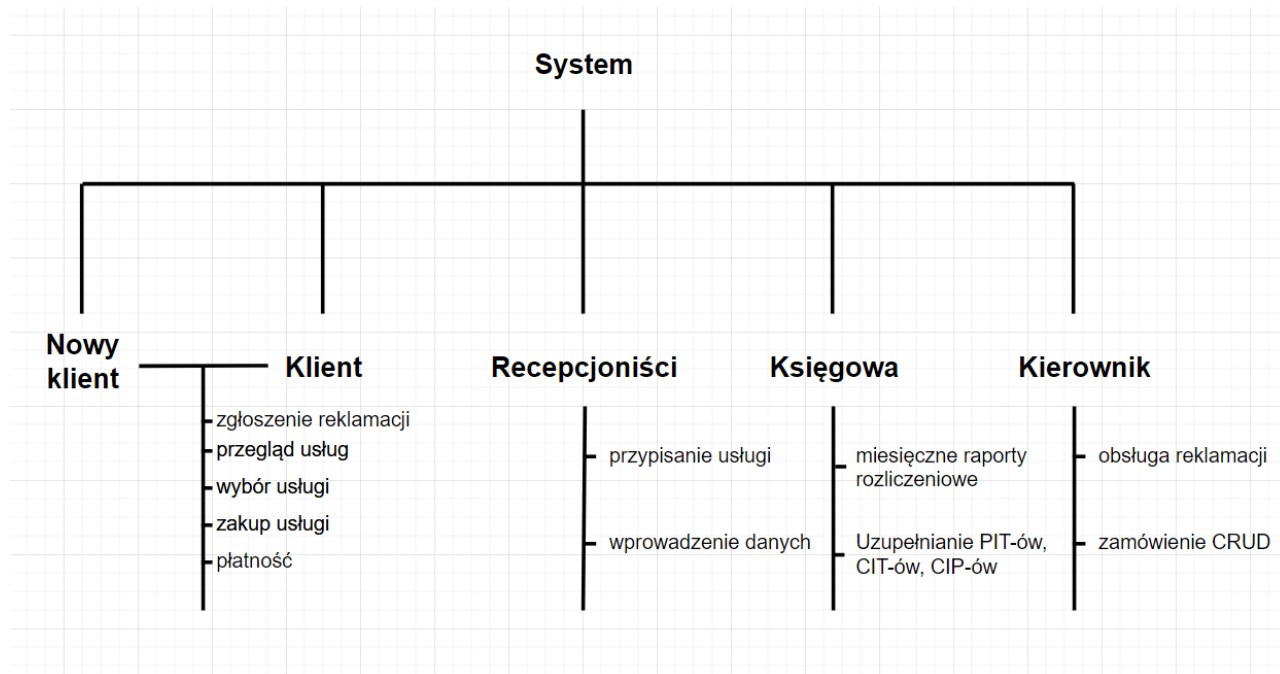 System
Nowy
klient
Klient
Recepcjoniści
Księgowa
Kierownik
zgłoszenie reklamacji
przegląd usług
wybór usługi
zakup usługi
płatność
przypisanie usługi
wprowadzenie danych
miesięczne raporty
rozliczeniowe
Uzupełnianie PIT-ów,
CIT-ów, CIP-ów
obsługa reklamacji
zamówienie CRUD